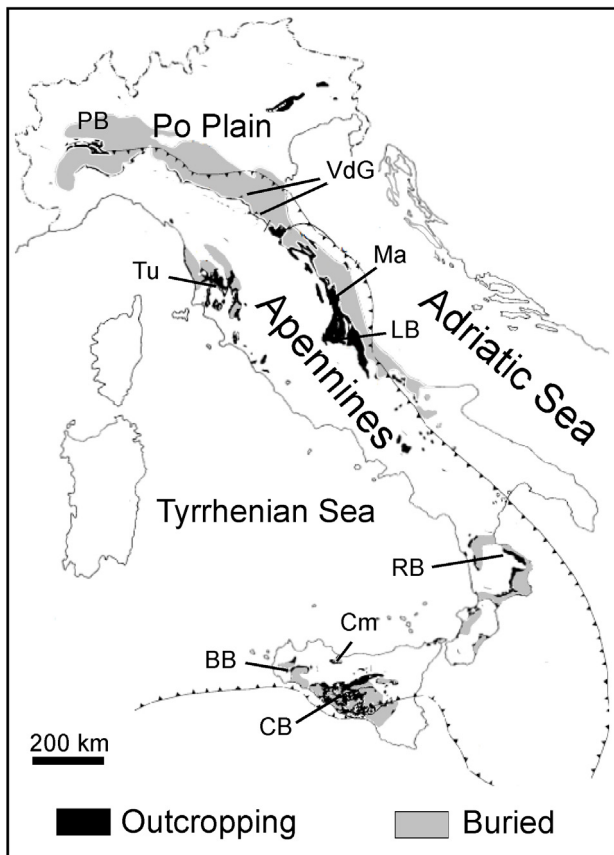 PB
Po Plain
VdG
Tu
Ma
LB
Apennines
Adriatic Sea
Tyrrhenian Sea
RB
Cm
BB
CB
200 km
Outcropping
Buried